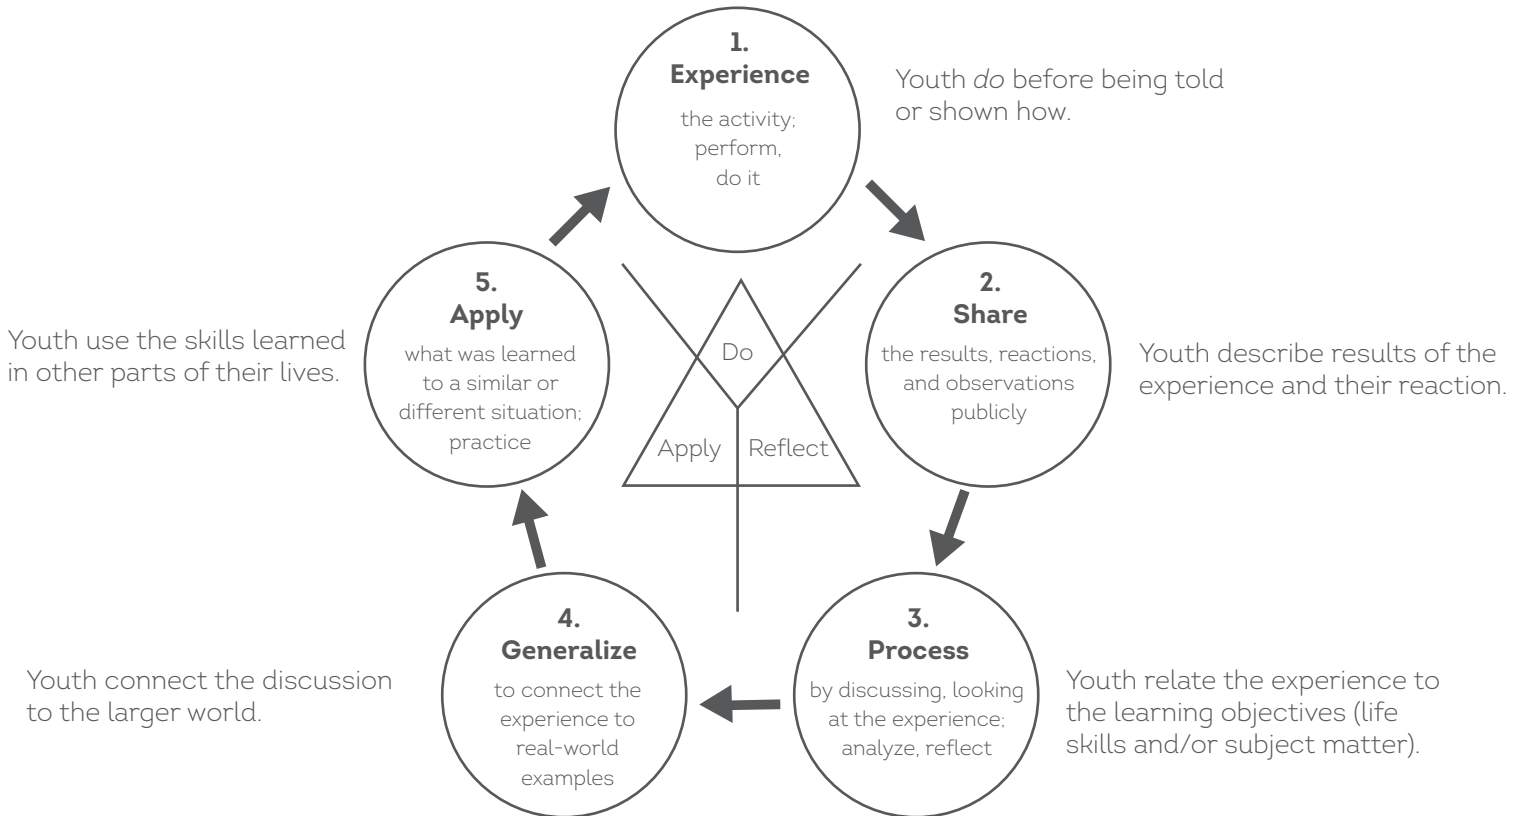 1.
Experience
the activity;
perform,
do it
Youth do before being told
or shown how.
2.
Share
the results, reactions,
and observations
publicly
Youth describe results of the
experience and their reaction.
3.
Process
by discussing, looking
at the experience;
analyze, reflect
Youth relate the experience to
the learning objectives (life
skills and/or subject matter).
4.
Generalize
to connect the
experience to
real-world
examples
Youth connect the discussion
to the larger world.
5.
Apply
what was learned
to a similar or
different situation;
practice
Youth use the skills learned
in other parts of their lives.
Do
Apply
Reflect